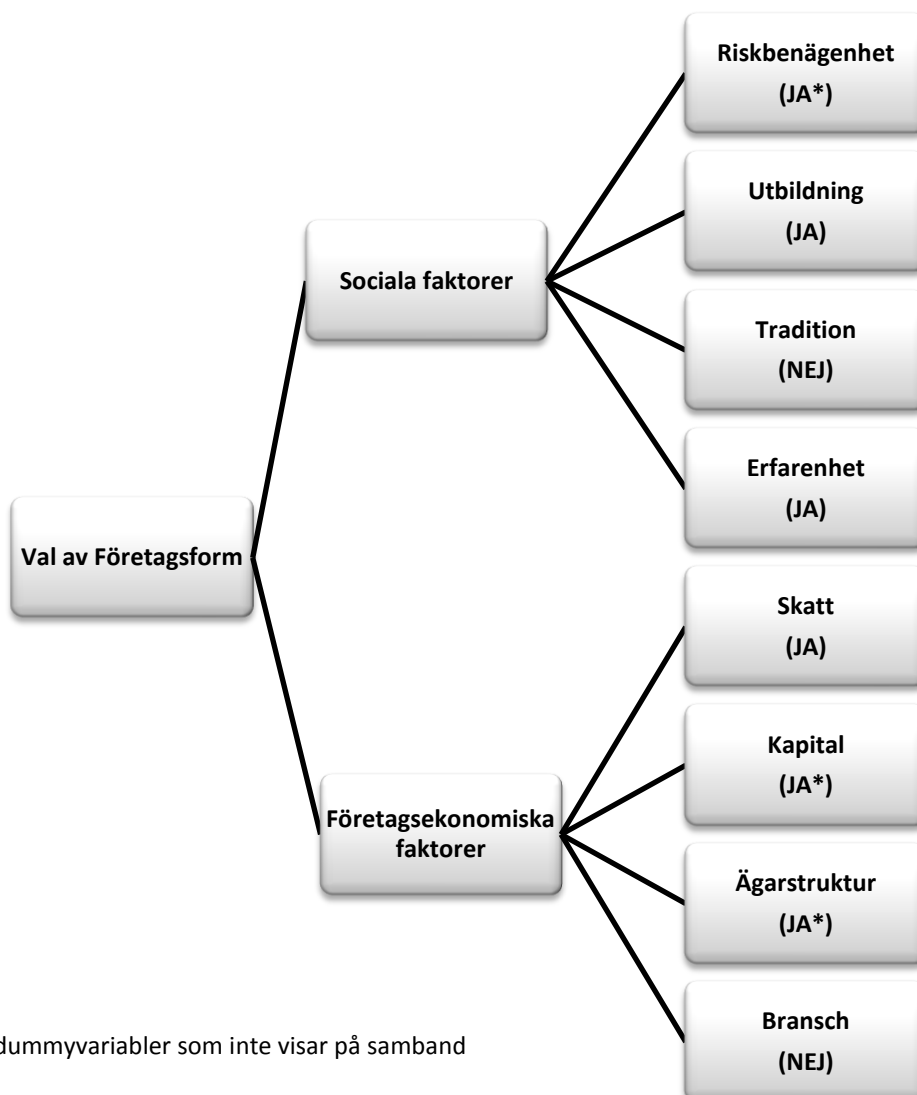 Val av Företagsform
Sociala faktorer
Riskbenägenhet
(JA*)
Utbildning
(JA)
Tradition
(NEJ)
Erfarenhet
(JA)
Företagsekonomiska
faktorer
Skatt
(JA)
Kapital
(JA*)
Ägarstruktur
(JA*)
Bransch
(NEJ)
dummyvariabler som inte visar på samband